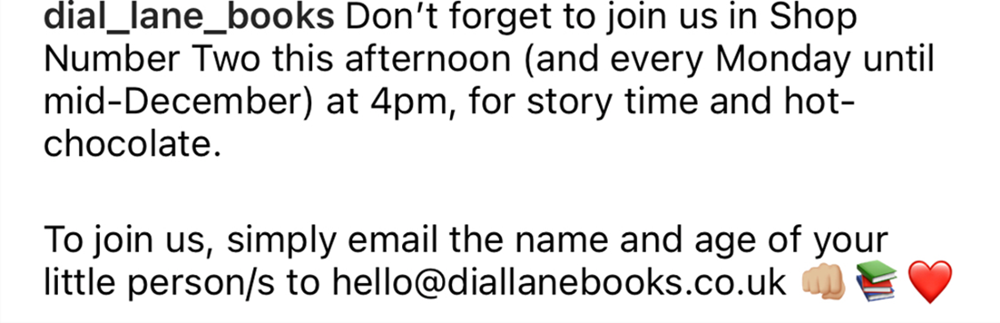 dial_lane_books Don’t forget to join us in Shop
Number Two this afternoon (and every Monday until
mid-December) at 4pm, for story time and hot-
chocolate.
To join us, simply email the name and age of your
little person/s to hello@diallanebooks.co.uk 👊🏼📚❤️